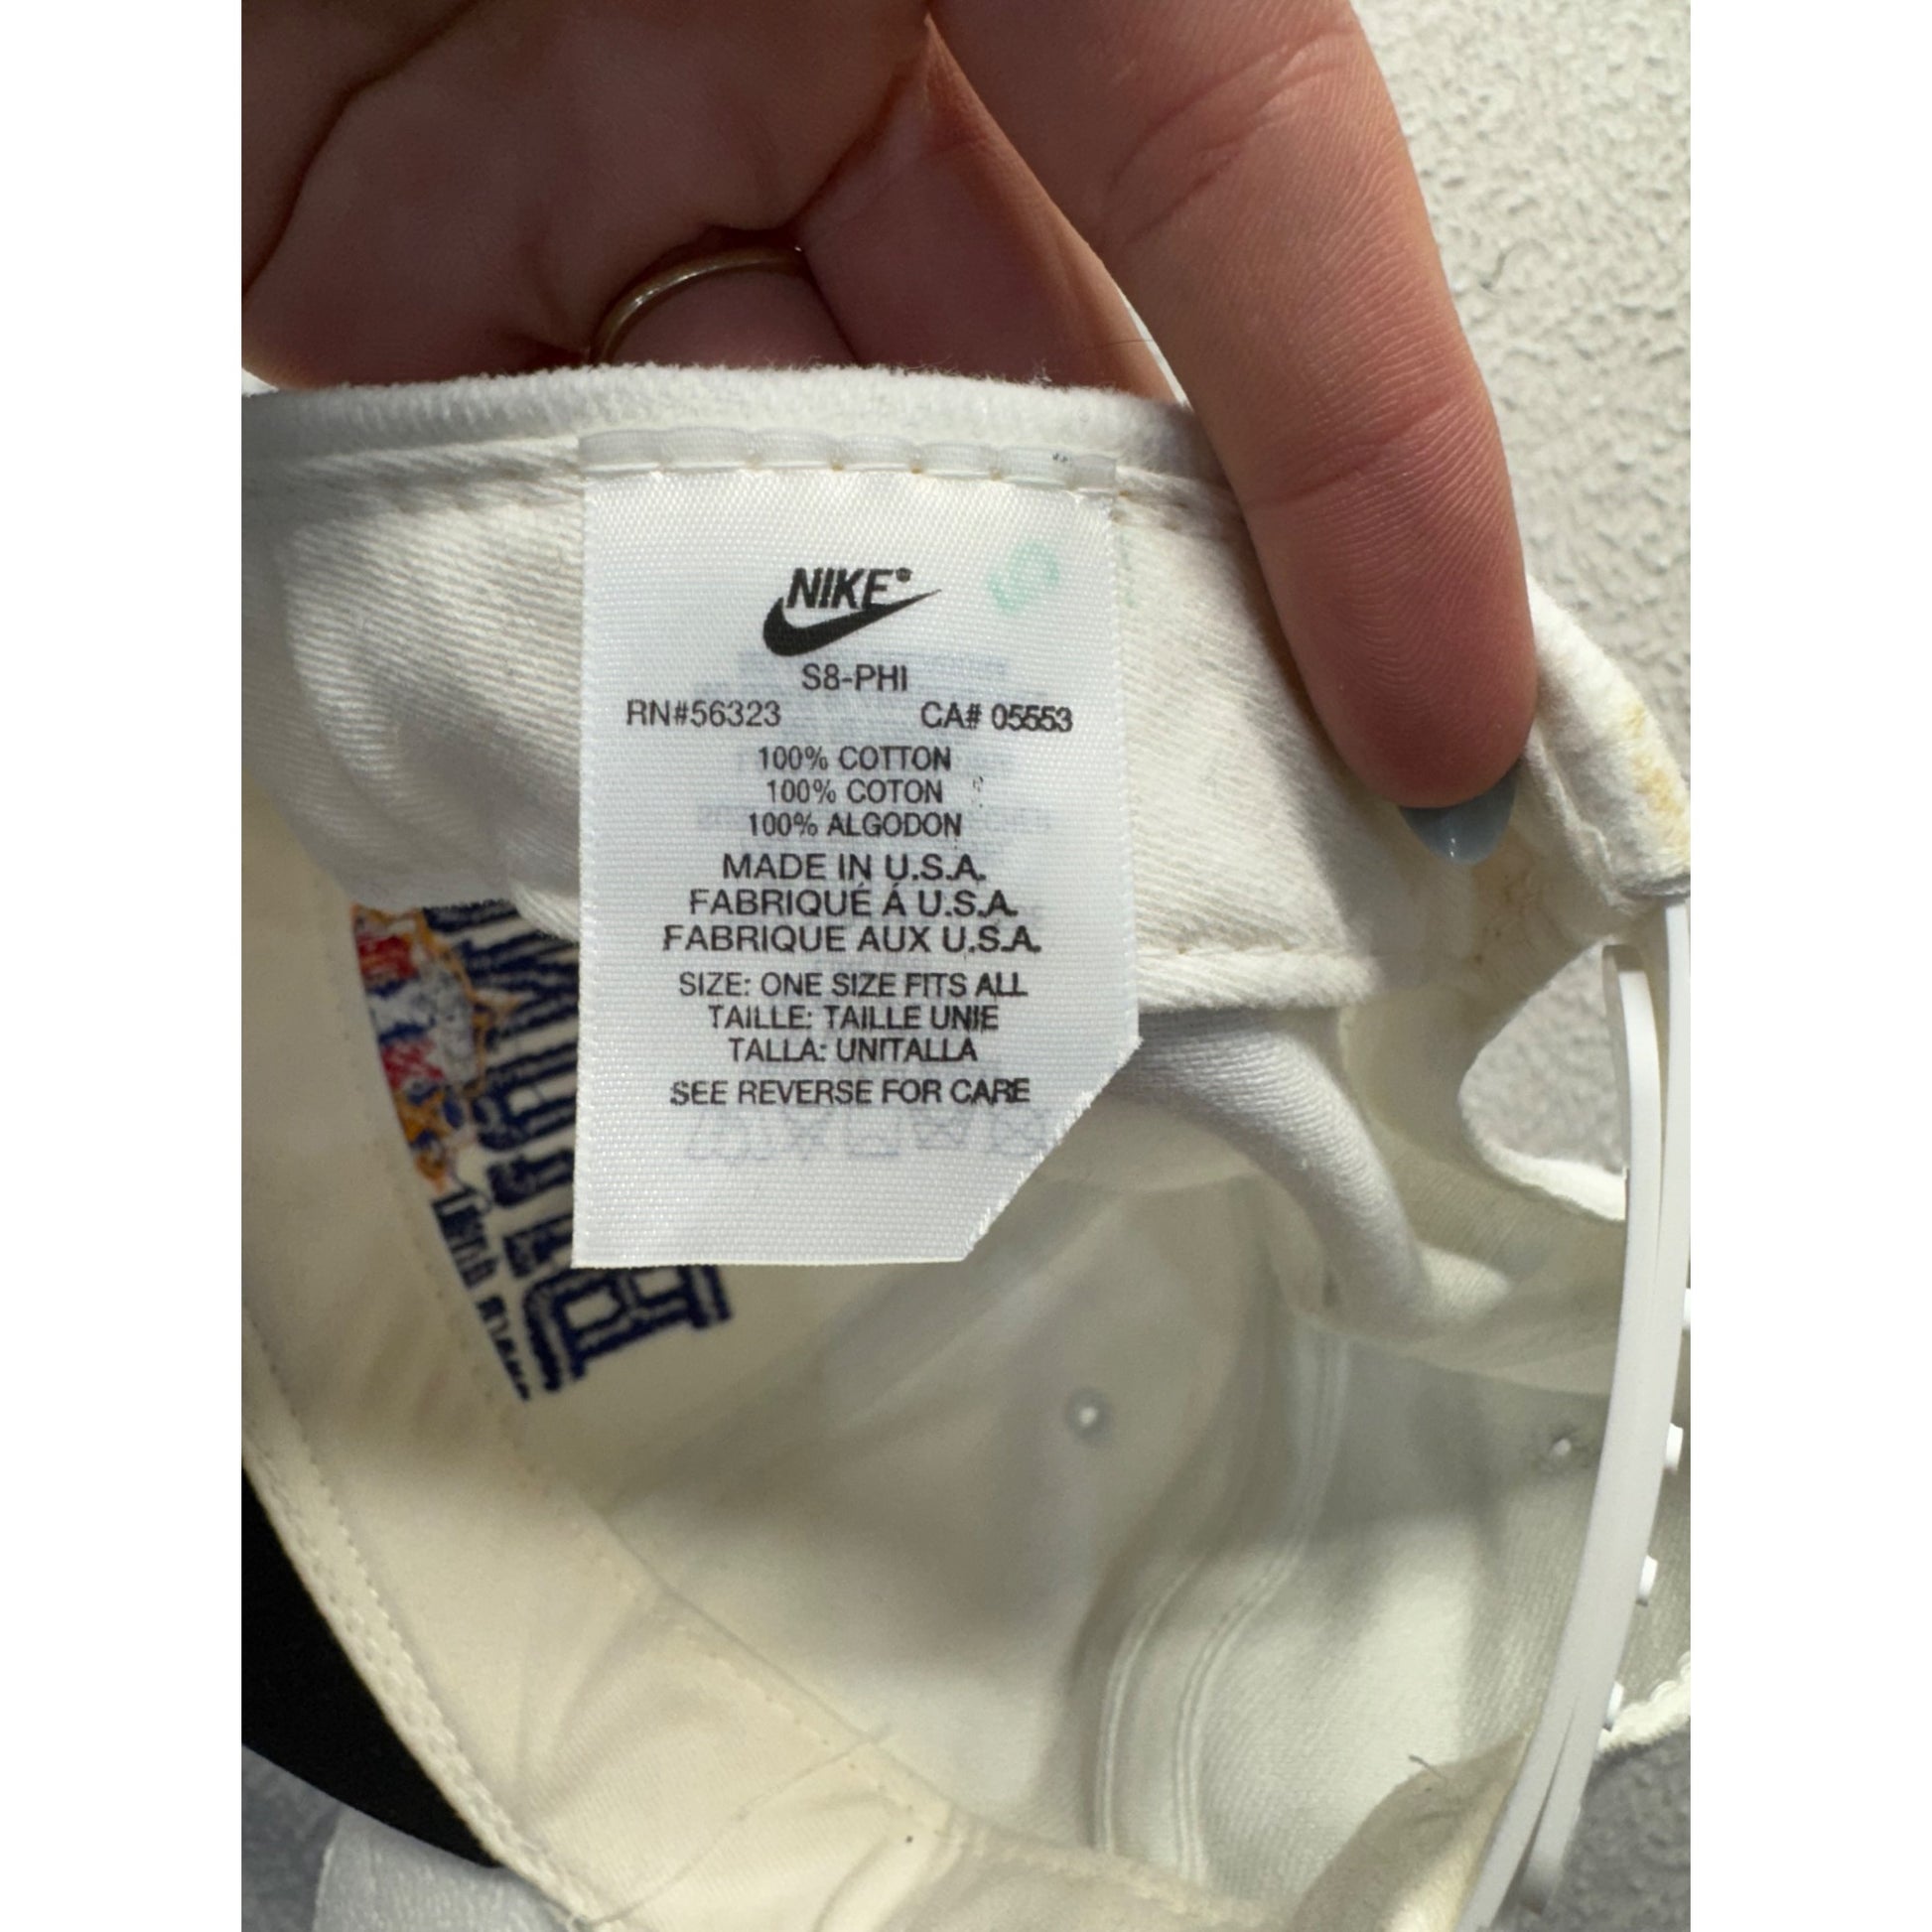 NIKE®
S8-PHI
RN#56323 CA# 05553
100% COTTON
100% COTON
100% ALGODON
MADE IN U.S.A.
FABRIQUÉ Á U.S.A.
FABRIQUE AUX U.S.A.
SIZE: ONE SIZE FITS ALL
TAILLE: TAILLE UNIE
TALLA: UNITALLA
SEE REVERSE FOR CARE